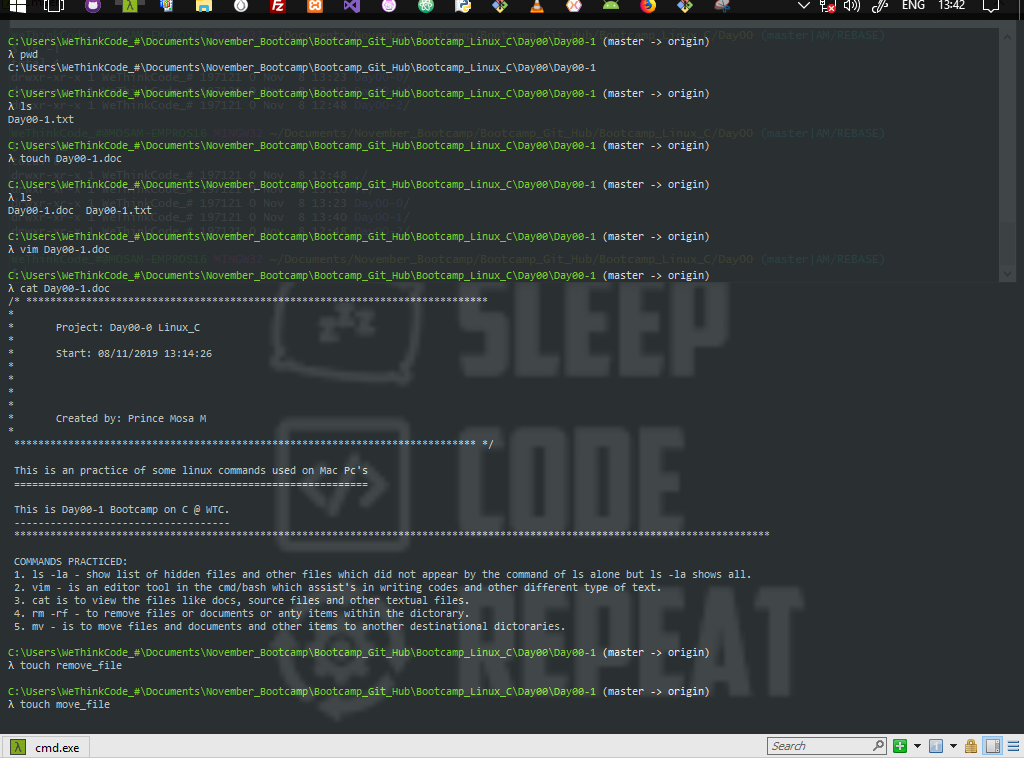 ENG 13:42
C:\Users\WeThinkCode_#\Documents\November_Bootcamp\Bootcamp_Git_Hub\Bootcamp_Linux_C\Day00\Day00-1 (master -> origin)
λ pwd
C:\Users\WeThinkCode_#\Documents\November_Bootcamp\Bootcamp_Git_Hub\Bootcamp_Linux_C\Day00\Day00-1
C:\Users\WeThinkCode_#\Documents\November_Bootcamp\Bootcamp_Git_Hub\Bootcamp_Linux_C\Day00\Day00-1 (master -> origin)
λ ls
Day00-1.txt
C:\Users\WeThinkCode_#\Documents\November_Bootcamp\Bootcamp_Git_Hub\Bootcamp_Linux_C\Day00\Day00-1 (master -> origin)
λ touch Day00-1.doc
C:\Users\WeThinkCode_#\Documents\November_Bootcamp\Bootcamp_Git_Hub\Bootcamp_Linux_C\Day00\Day00-1 (master -> origin)
λ ls
Day00-1.doc  Day00-1.txt
C:\Users\WeThinkCode_#\Documents\November_Bootcamp\Bootcamp_Git_Hub\Bootcamp_Linux_C\Day00\Day00-1 (master -> origin)
λ vim Day00-1.doc
C:\Users\WeThinkCode_#\Documents\November_Bootcamp\Bootcamp_Git_Hub\Bootcamp_Linux_C\Day00\Day00-1 (master -> origin)
λ cat Day00-1.doc
/* *****************************************************************************
*
*       Project: Day00-0 Linux_C
*
*       Start: 08/11/2019 13:14:26
*
*
*
*
*       Created by: Prince Mosa M
*
***************************************************************************** */
This is an practice of some linux commands used on Mac Pc's
===========================================================
This is Day00-1 Bootcamp on C @ WTC.
------------------------------------
******************************************************************************************************************************
COMMANDS PRACTICED:
1. ls -la - show list of hidden files and other files which did not appear by the command of ls alone but ls -la shows all.
2. vim - is an editor tool in the cmd/bash which assist's in writing codes and other different type of text.
3. cat is to view the files like docs, source files and other textual files.
4. rm -rf - to remove files or documents or anty items within the dictorary.
5. mv - is to move files and documents and other items to another destinational dictoraries.
C:\Users\WeThinkCode_#\Documents\November_Bootcamp\Bootcamp_Git_Hub\Bootcamp_Linux_C\Day00\Day00-1 (master -> origin)
λ touch remove_file
C:\Users\WeThinkCode_#\Documents\November_Bootcamp\Bootcamp_Git_Hub\Bootcamp_Linux_C\Day00\Day00-1 (master -> origin)
λ touch move_file
SLEEP
CODE
REPEAT
zzz
</>
λ cmd.exe
Search